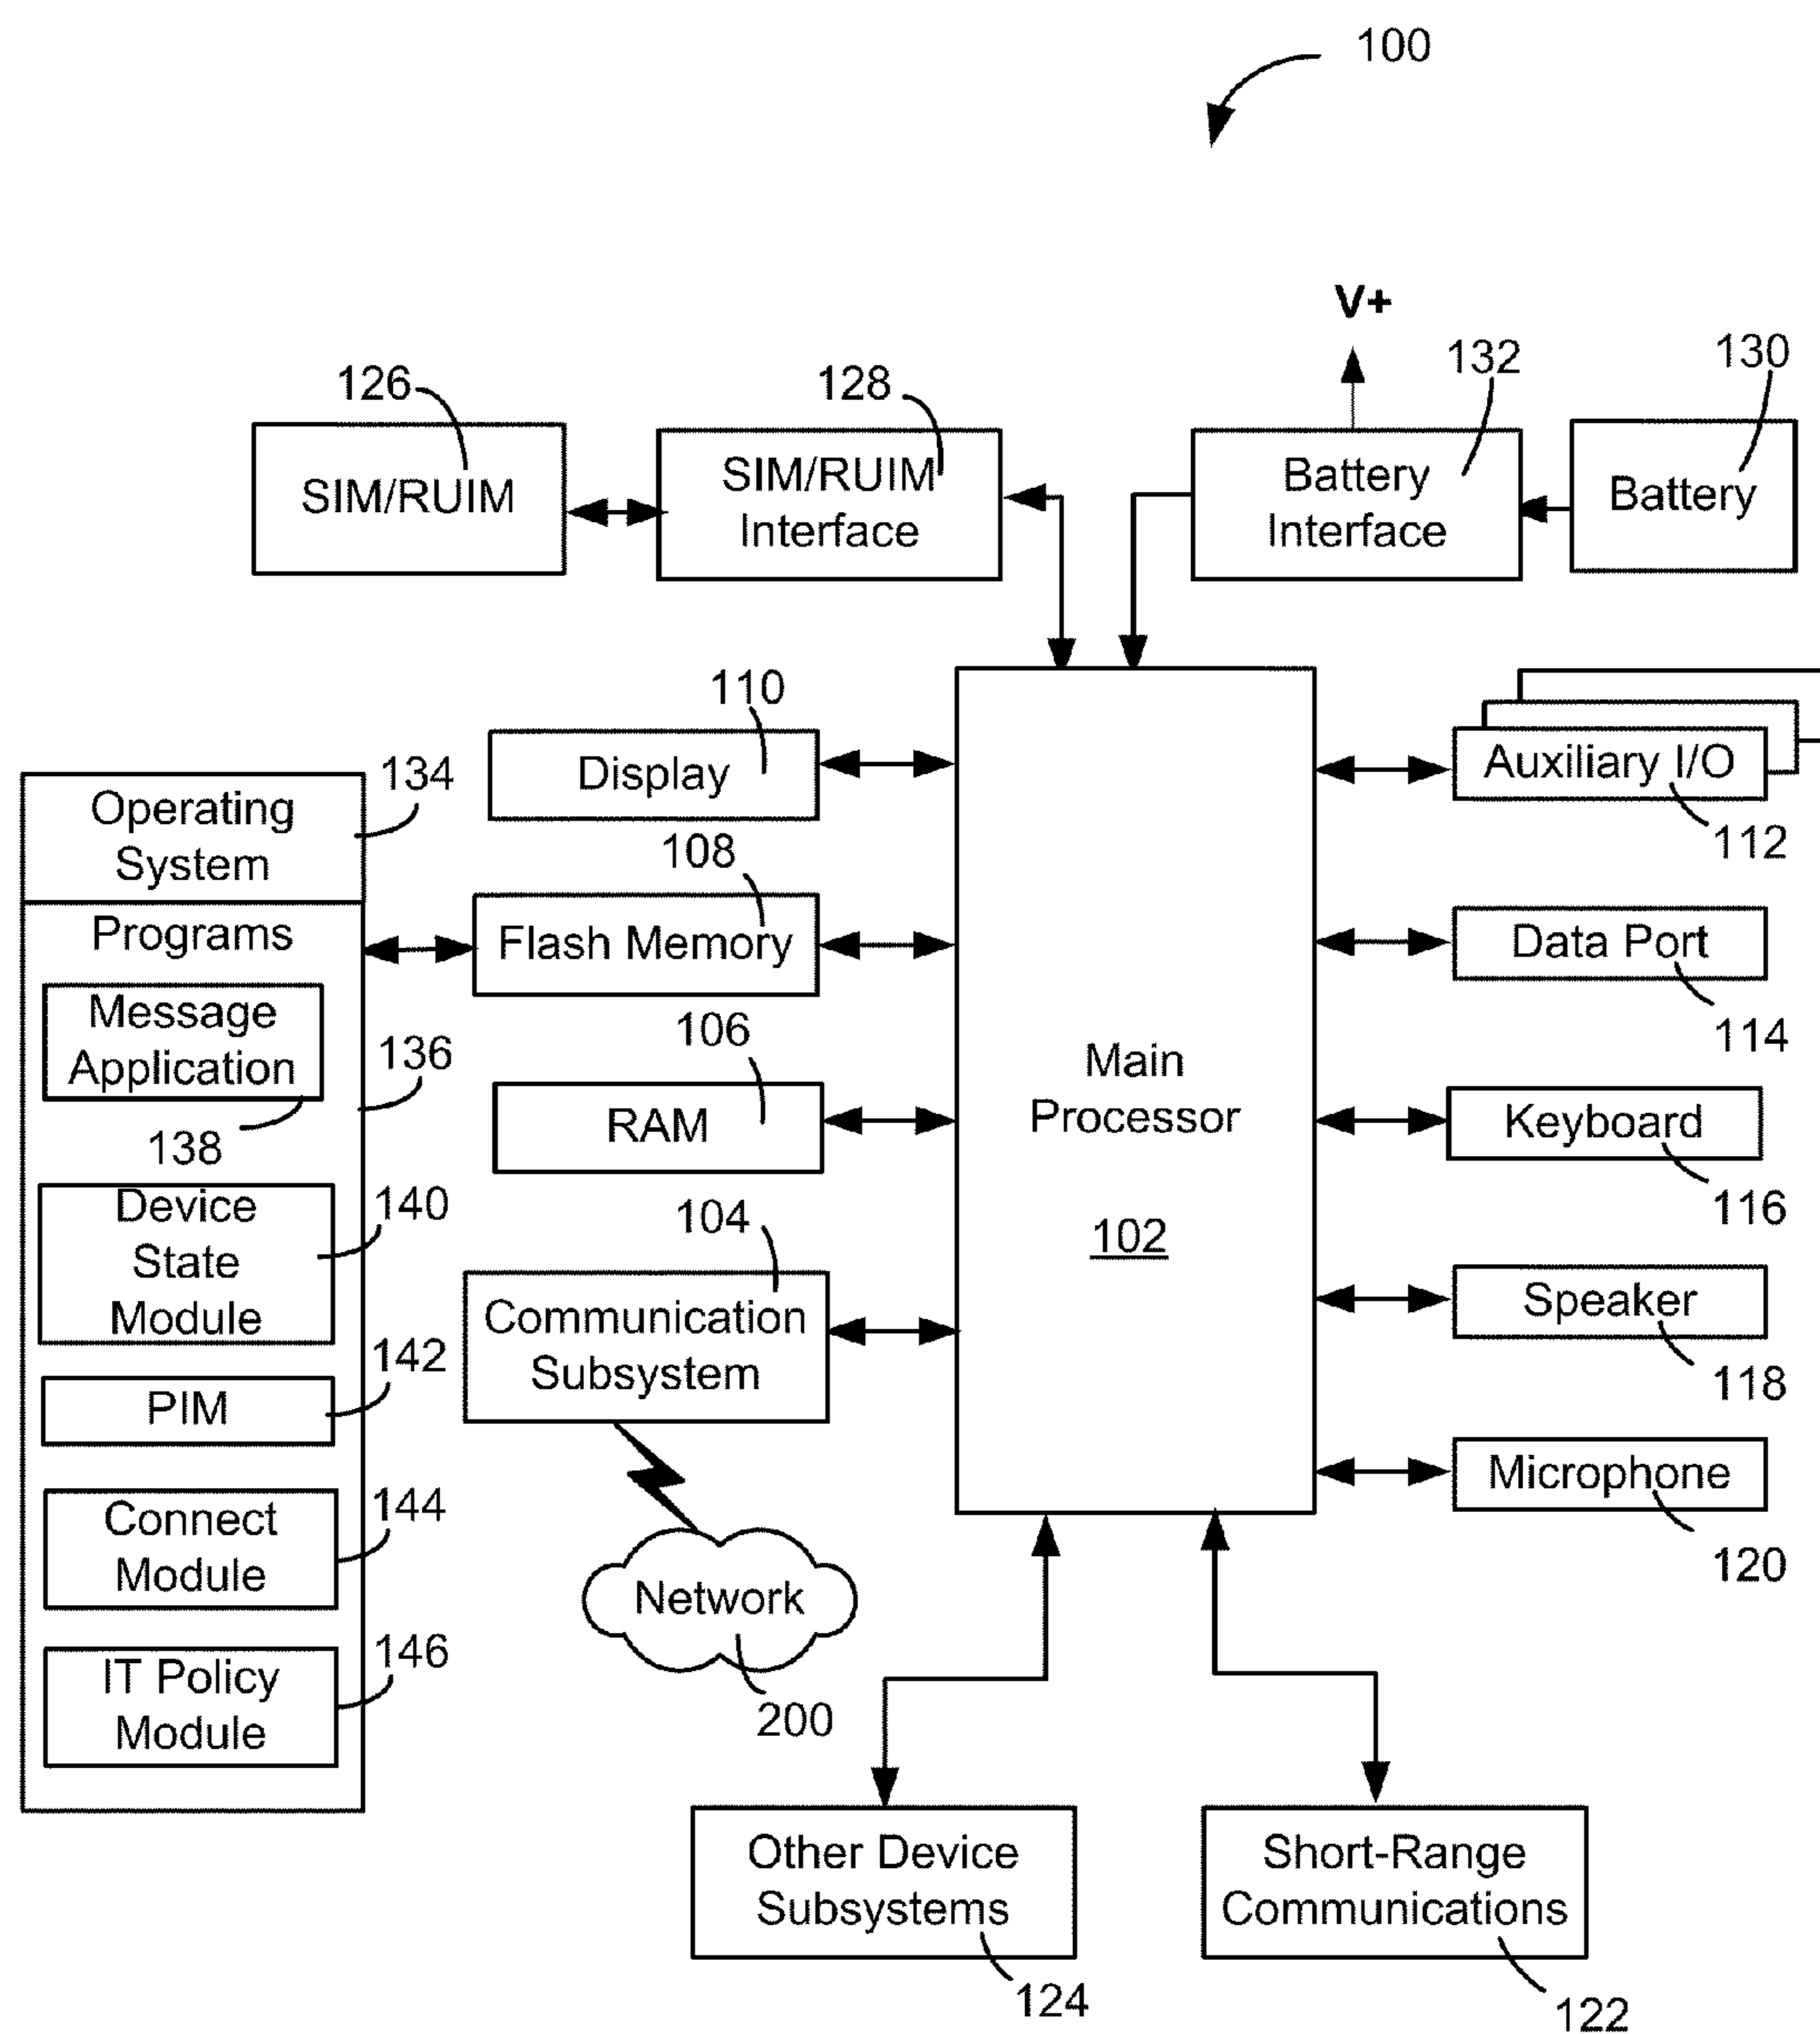 100
V+
126
128
132
130
SIM/RUIM
SIM/RUIM
Interface
Battery
Interface
Battery
110
Display
134
Operating
System
108
Flash Memory
Programs
Message
Application
138
136
106
RAM
Device
State
Module
140
104
Communication
Subsystem
PIM
142
Connect
Module
144
IT Policy
Module
146
Network
200
Main
Processor
102
Auxiliary I/O
112
Data Port
114
Keyboard
116
Speaker
118
Microphone
120
Other Device
Subsystems
124
Short-Range
Communications
122